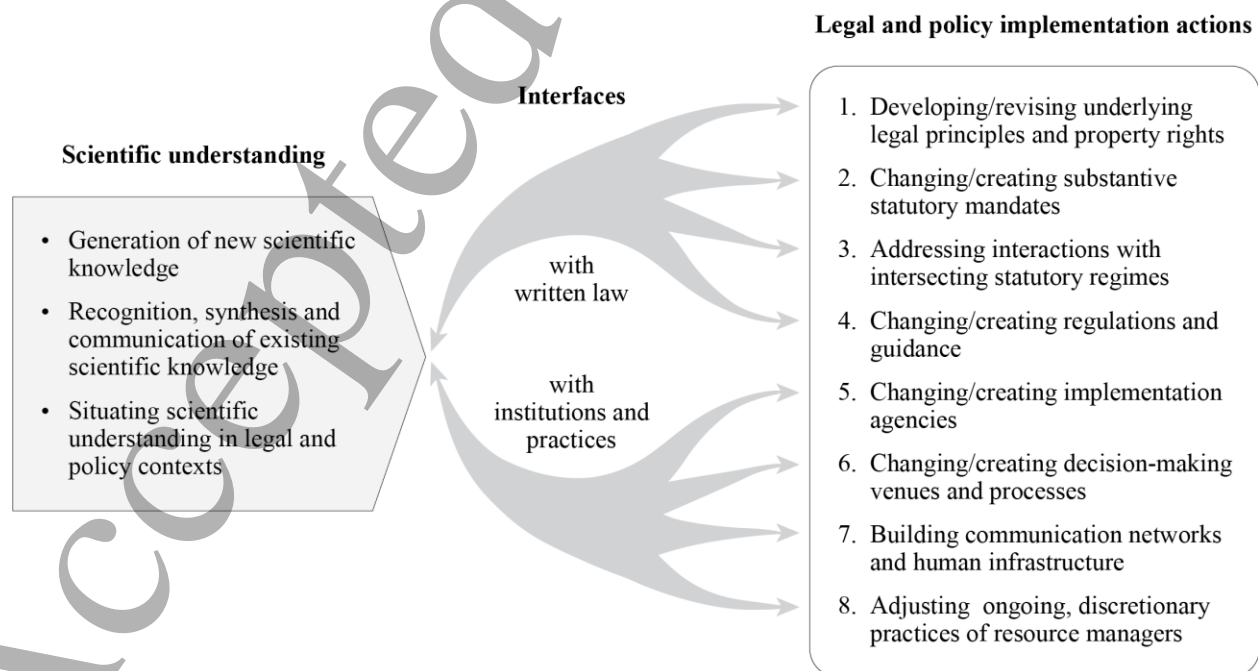 Legal and policy implementation actions
Interfaces
Scientific understanding
• Generation of new scientific
knowledge
• Recognition, synthesis and
communication of existing
scientific knowledge
• Situating scientific
understanding in legal and
policy contexts
with
written law
with
institutions and
practices
1. Developing/revising underlying
legal principles and property rights
2. Changing/creating substantive
statutory mandates
3. Addressing interactions with
intersecting statutory regimes
4. Changing/creating regulations and
guidance
5. Changing/creating implementation
agencies
6. Changing/creating decision-making
venues and processes
7. Building communication networks
and human infrastructure
8. Adjusting ongoing, discretionary
practices of resource managers
Accepted